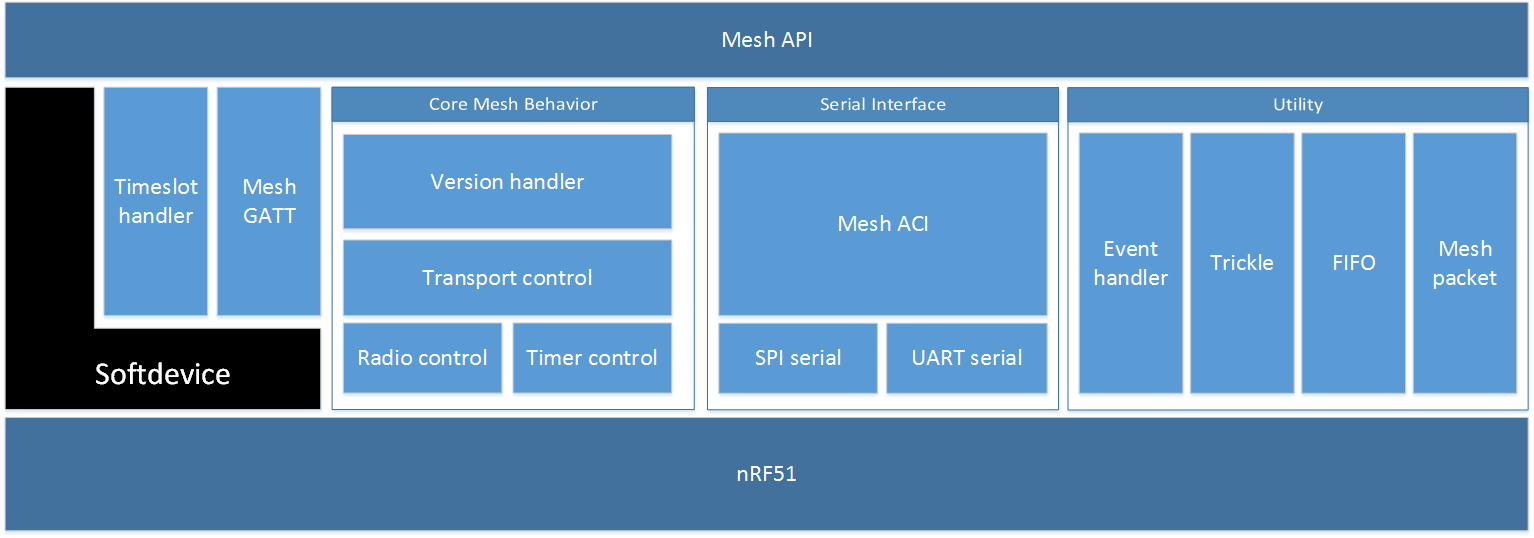 Mesh API
Core Mesh Behavior
Serial Interface
Utility
Timeslot
handler
Mesh
GATT
Version handler
Transport control
Radio control
Timer control
Mesh ACI
SPI serial
UART serial
Event
handler
Trickle
FIFO
Mesh
packet
Softdevice
nRF51